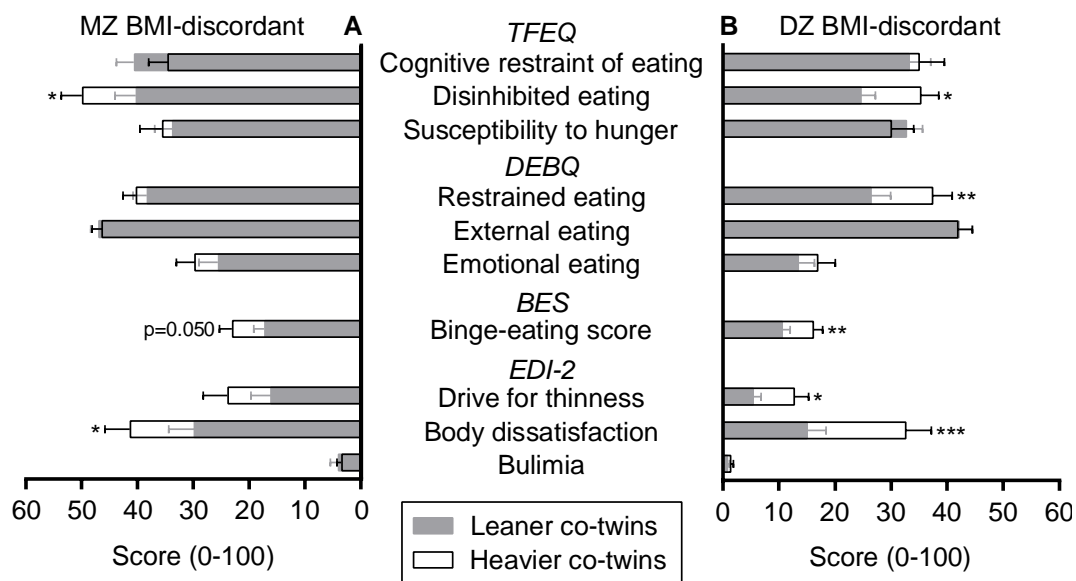 MZ BMI-discordant A TFEQ B DZ BMI-discordant
Cognitive restraint of eating
* Disinhibited eating *
Susceptibility to hunger
DEBQ
Restrained eating **
External eating
Emotional eating
BES
p=0.050 Binge-eating score **
EDI-2
Drive for thinness *
* Body dissatisfaction ***
Bulimia
60 50 40 30 20 10 0 0 10 20 30 40 50 60
Score (0-100) Leaner co-twins Score (0-100)
Heavier co-twins